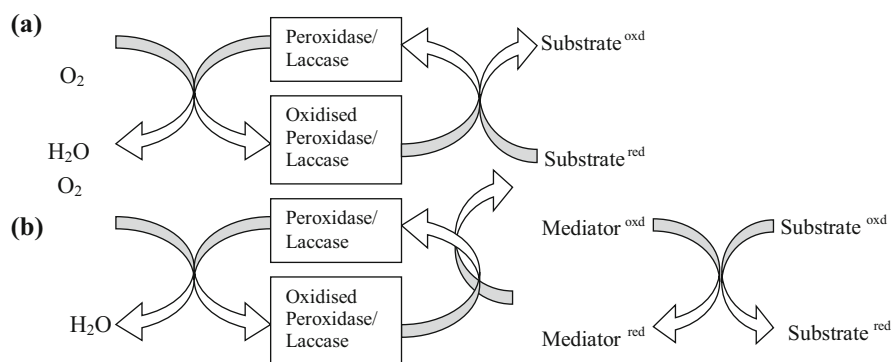 (a)
O₂
H₂O
Peroxidase/
Laccase
Oxidised
Peroxidase/
Laccase
Substrate ᵒˣᵈ
Substrate ʳᵉᵈ
(b)
O₂
H₂O
Peroxidase/
Laccase
Oxidised
Peroxidase/
Laccase
Mediator ᵒˣᵈ
Mediator ʳᵉᵈ
Substrate ᵒˣᵈ
Substrate ʳᵉᵈ